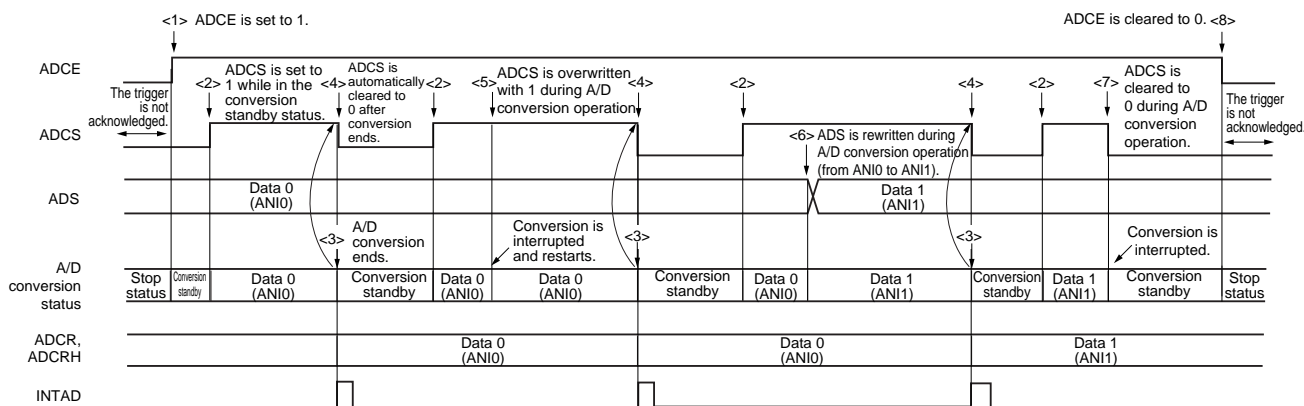 <1> ADCE is set to 1.
ADCE is cleared to 0. <8>
ADCE
The trigger
is not
acknowledged.
<2>
ADCS is set to
1 while in the
conversion
standby status.
<4>
ADCS is
automatically
cleared to
0 after
conversion
ends.
<2>
<5>
ADCS is overwritten
with 1 during A/D
conversion operation
<4>
<2>
<4>
<2>
<7>
ADCS is
cleared to
0 during A/D
conversion
operation.
The trigger
is not
acknowledged.
ADCS
<6> ADS is rewritten during
A/D conversion operation
(from ANI0 to ANI1).
ADS
Data 0
(ANI0)
Data 1
(ANI1)
<3>
A/D
conversion
ends.
Conversion is
interrupted
and restarts.
<3>
<3>
Conversion is
interrupted.
A/D
conversion
status
Stop
status
Conversion
standby
Data 0
(ANI0)
Conversion
standby
Data 0
(ANI0)
Data 0
(ANI0)
Conversion
standby
Data 0
(ANI0)
Data 1
(ANI1)
Conversion
standby
Data 1
(ANI1)
Conversion
standby
Stop
status
ADCR,
ADCRH
Data 0
(ANI0)
Data 0
(ANI0)
Data 1
(ANI1)
INTAD